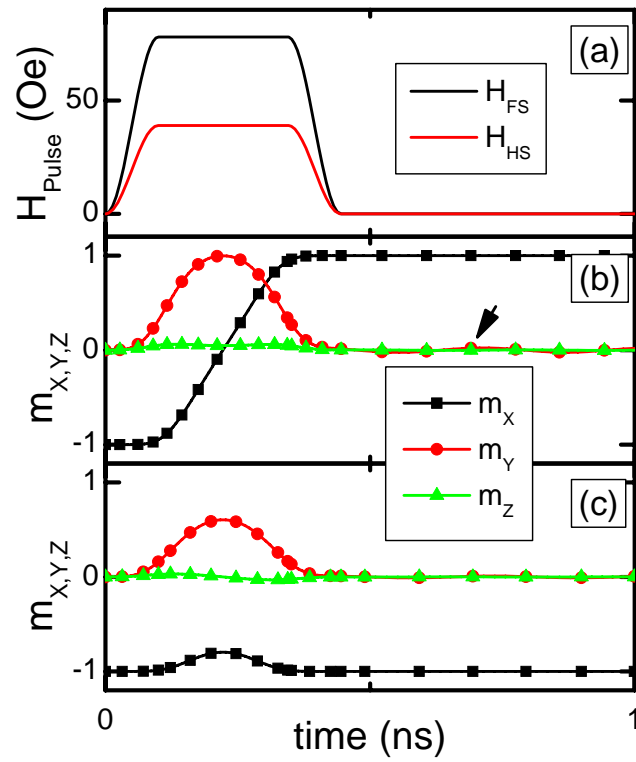 (a)
H_Pulse (Oe)
50
0
H_FS
H_HS
(b)
m_X,Y,Z
1
0
-1
m_X
m_Y
m_Z
(c)
m_X,Y,Z
1
0
-1
0
1
time (ns)